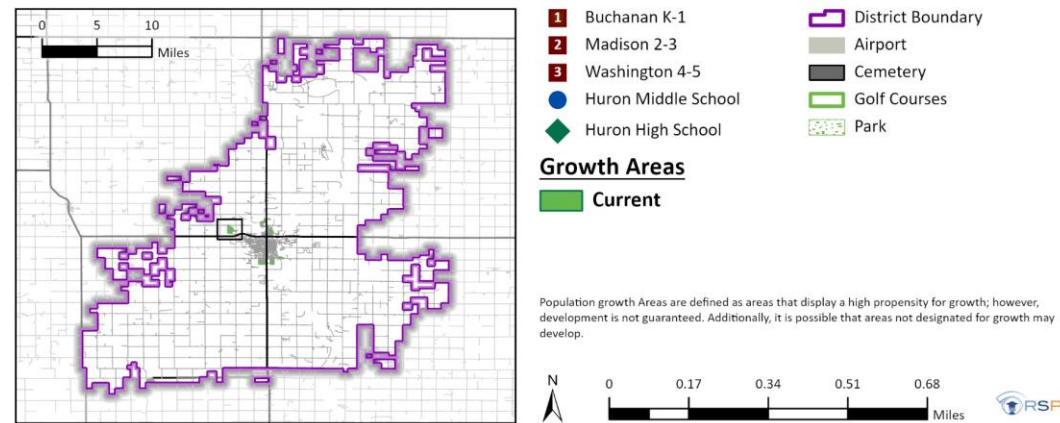 0 5 10
Miles
1 Buchanan K-1
2 Madison 2-3
3 Washington 4-5
Huron Middle School
Huron High School
District Boundary
Airport
Cemetery
Golf Courses
Park
Growth Areas
Current
Population growth Areas are defined as areas that display a high propensity for growth; however,
development is not guaranteed. Additionally, it is possible that areas not designated for growth may
develop.
N
0 0.17 0.34 0.51 0.68
Miles
RSP